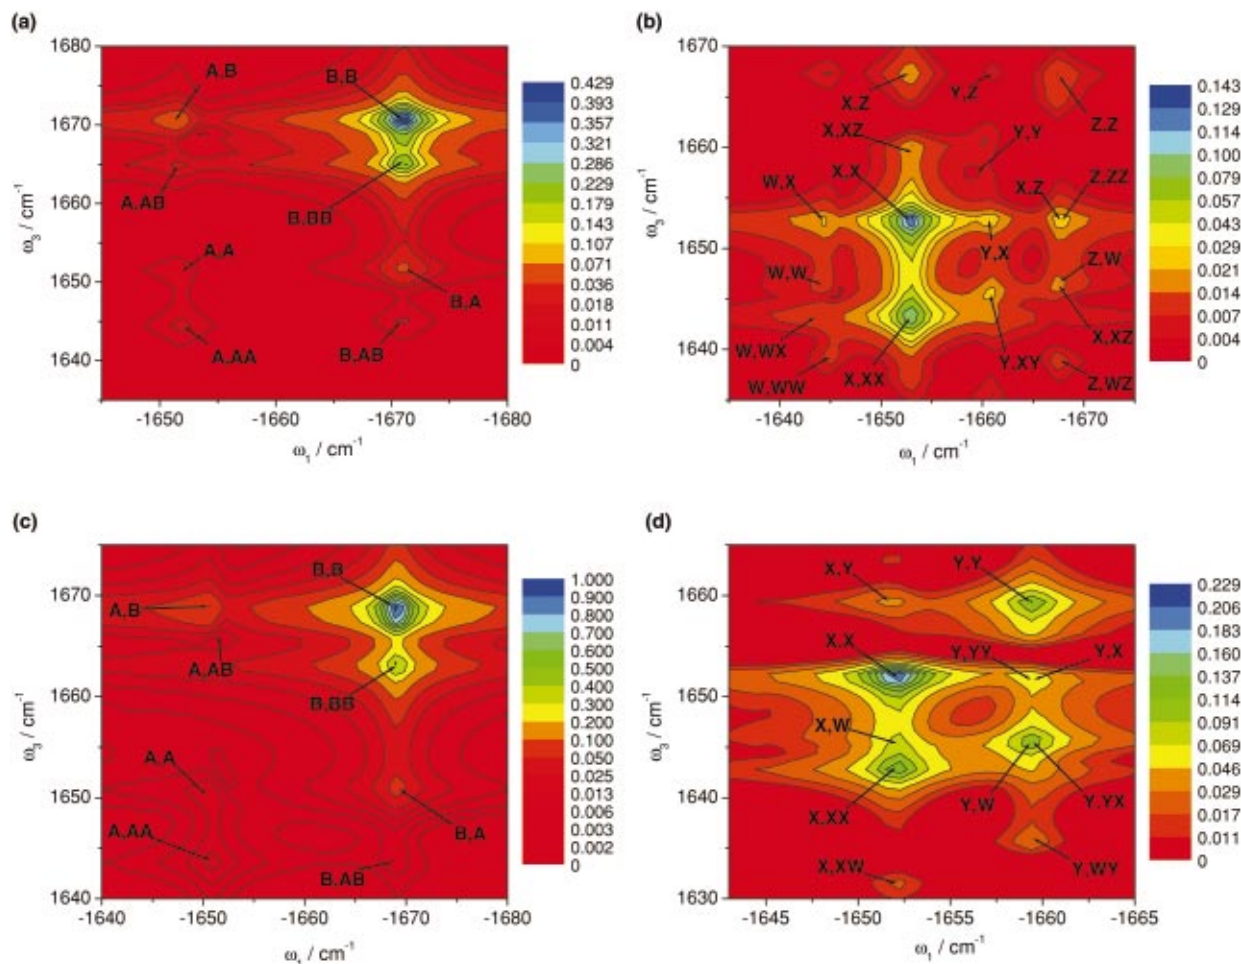 (a)
1680
1670
1660
1650
1640
ω3 / cm-1
A,B
B,B
A,AB
B,BB
A,A
B,A
A,AA
B,AB
-1650
-1660
-1670
-1680
ω1 / cm-1
0.429
0.393
0.357
0.321
0.286
0.229
0.179
0.143
0.107
0.071
0.036
0.018
0.011
0.004
0
(b)
1670
1660
1650
1640
ω3 / cm-1
X,Z
Y,Z
Z,Z
X,XZ
Y,Y
X,X
W,X
X,Z
Z,ZZ
Y,X
W,W
Z,W
W,WX
X,XZ
W,WW
X,XX
Y,XY
Z,WZ
-1640
-1650
-1660
-1670
ω1 / cm-1
0.143
0.129
0.114
0.100
0.079
0.057
0.043
0.029
0.021
0.014
0.007
0.004
0
(c)
1670
1660
1650
1640
ω3 / cm-1
B,B
A,B
A,AB
B,BB
A,A
A,AA
B,A
B,AB
-1640
-1650
-1660
-1670
-1680
ω1 / cm-1
1.000
0.900
0.800
0.700
0.600
0.500
0.400
0.300
0.200
0.100
0.050
0.025
0.013
0.006
0.003
0.002
0
(d)
1660
1650
1640
1630
ω3 / cm-1
X,Y
Y,Y
X,X
Y,YY
Y,X
X,W
X,XX
Y,W
Y,YX
X,XW
Y,WY
-1645
-1650
-1655
-1660
-1665
ω1 / cm-1
0.229
0.206
0.183
0.160
0.137
0.114
0.091
0.069
0.046
0.029
0.017
0.011
0